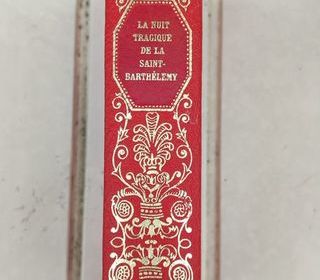 LA NUIT
TRAGIQUE
DE LA
SAINT-
BARTHÉLEMY